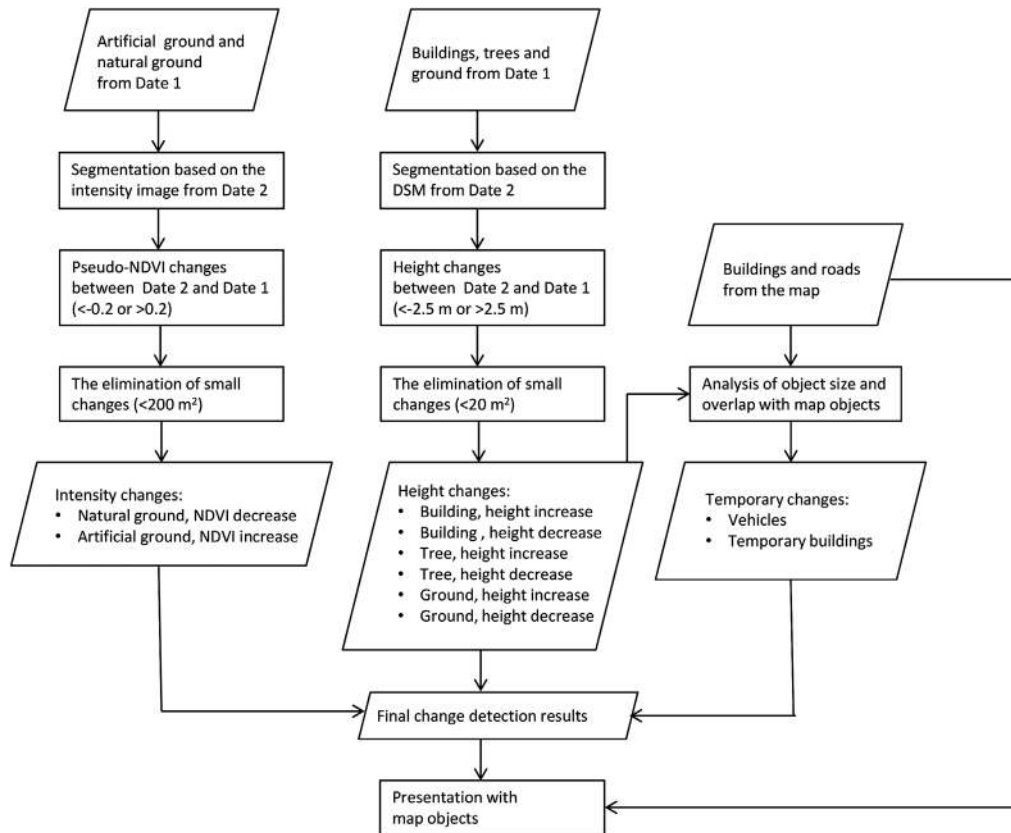 Artificial ground and
natural ground
from Date 1
Segmentation based on the
intensity image from Date 2
Pseudo-NDVI changes
between Date 2 and Date 1
(<-0.2 or >0.2)
The elimination of small
changes (<200 m²)
Intensity changes:
• Natural ground, NDVI decrease
• Artificial ground, NDVI increase
Buildings, trees and
ground from Date 1
Segmentation based on the
DSM from Date 2
Height changes
between Date 2 and Date 1
(<-2.5 m or >2.5 m)
The elimination of small
changes (<20 m²)
Height changes:
• Building, height increase
• Building , height decrease
• Tree, height increase
• Tree, height decrease
• Ground, height increase
• Ground, height decrease
Buildings and roads
from the map
Analysis of object size and
overlap with map objects
Temporary changes:
• Vehicles
• Temporary buildings
Final change detection results
Presentation with
map objects